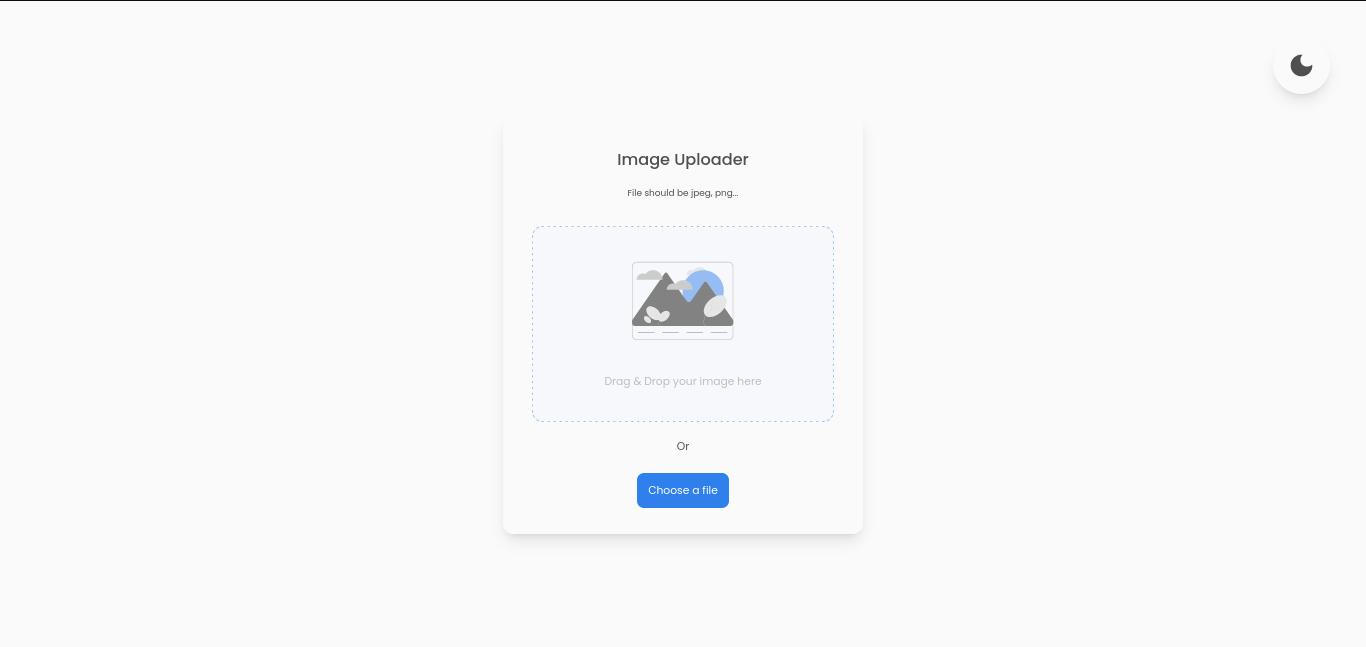 Image Uploader
File should be jpeg, png...
Drag & Drop your image here
Or
Choose a file